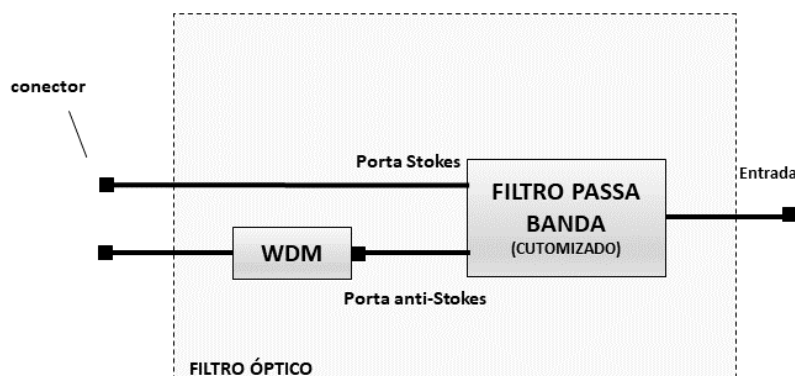 conector
Porta Stokes
Entrada
FILTRO PASSA
BANDA
(CUTOMIZADO)
WDM
Porta anti-Stokes
FILTRO ÓPTICO